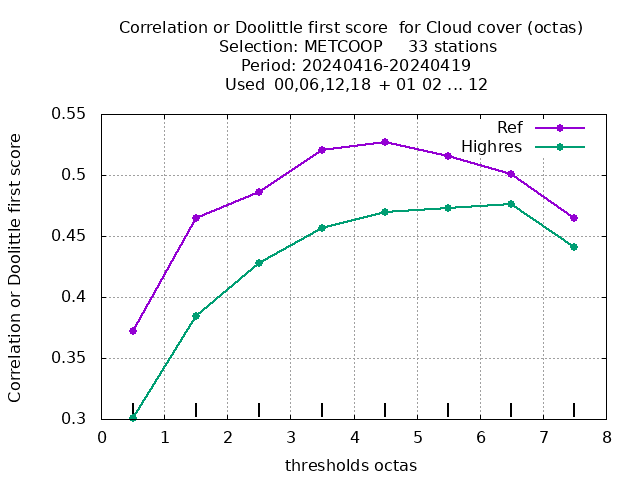 Correlation or Doolittle first score  for Cloud cover (octas)
Selection: METCOOP     33 stations
Period: 20240416-20240419
Used  00,06,12,18 + 01 02 ... 12
Ref
Highres
Correlation or Doolittle first score
0.55
0.5
0.45
0.4
0.35
0.3
0 1 2 3 4 5 6 7 8
thresholds octas